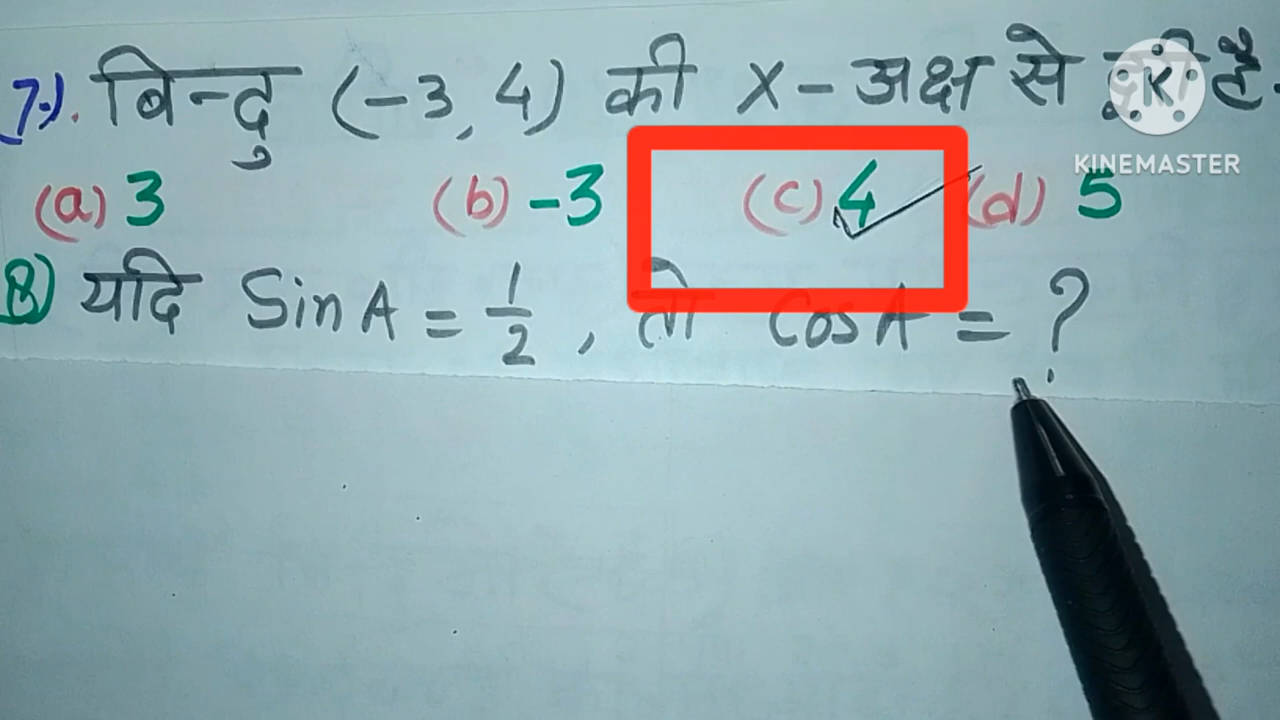 7). बिन्दु (-3, 4) की X-अक्ष से है.
K
KINEMASTER
(a) 3 (b) -3 (c) 4 (d) 5
8) यदि Sin A = 1/2, तो Cos A = ?